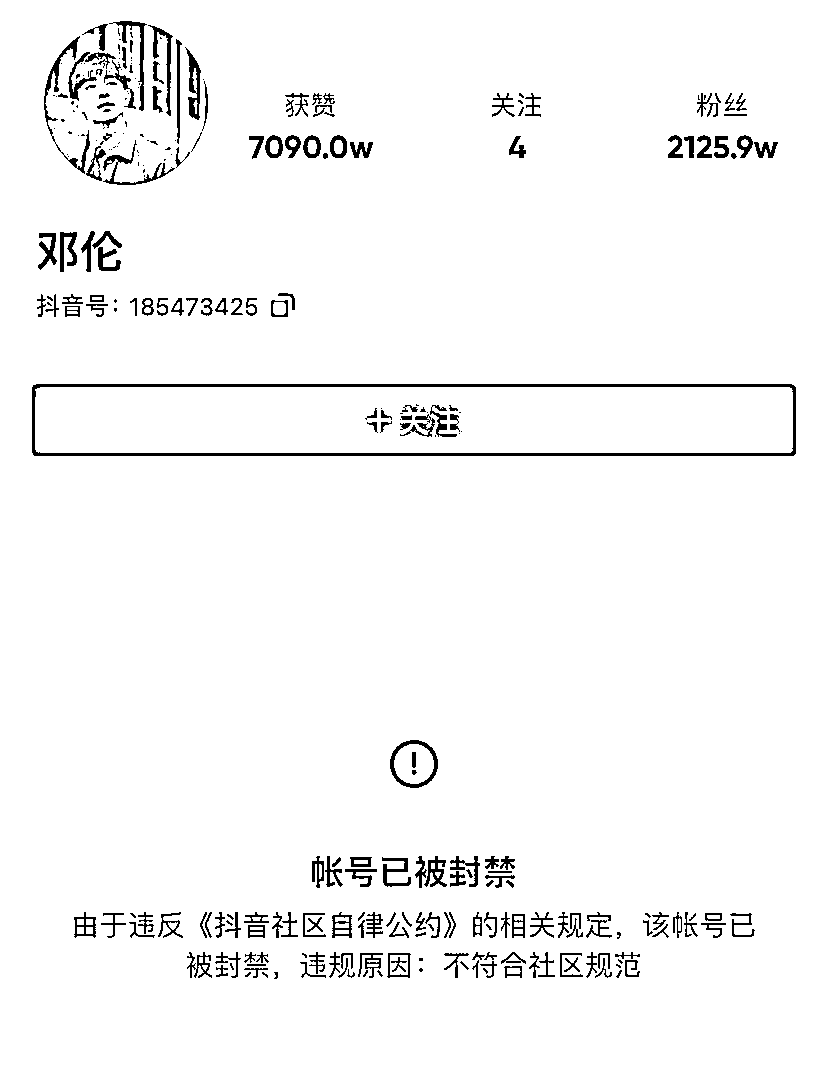 获赞 关注 粉丝
7090.0w 4 2125.9w
邓伦
抖音号：185473425
+ 关注
帐号已被封禁
由于违反《抖音社区自律公约》的相关规定，该帐号已
被封禁，违规原因：不符合社区规范